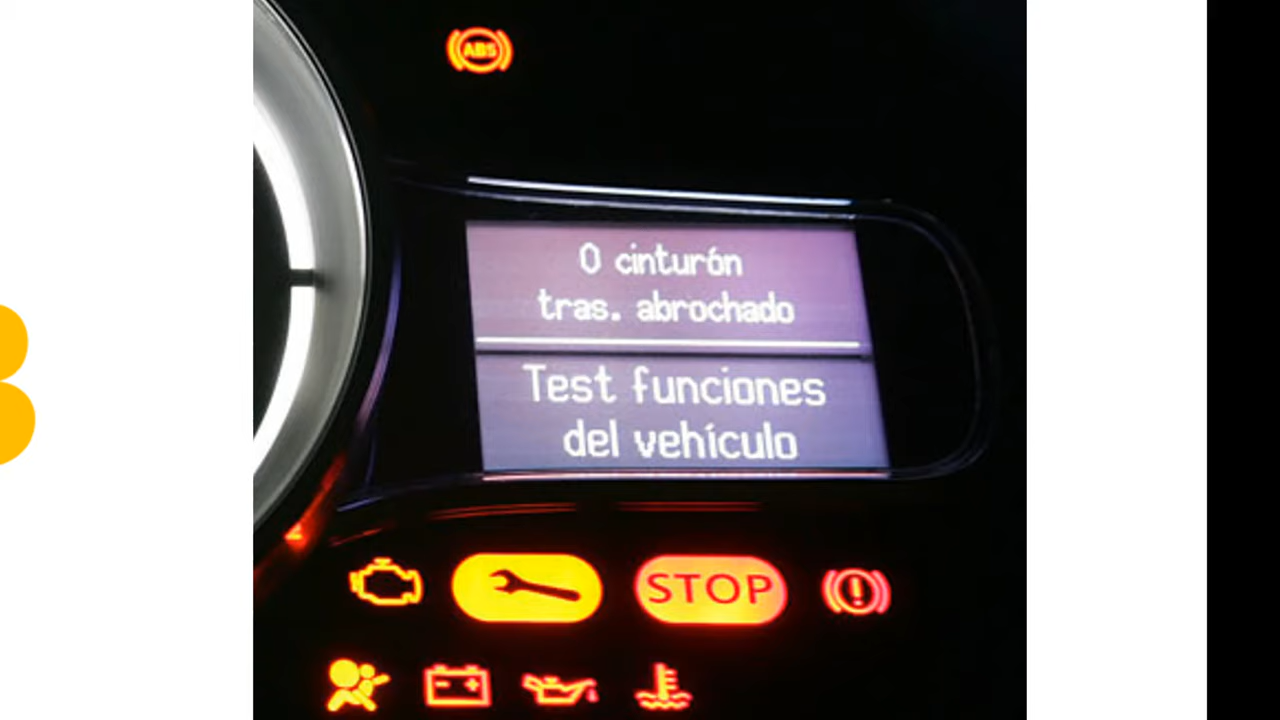 ABS
0 cinturón
tras. abrochado
Test funciones
del vehículo
STOP